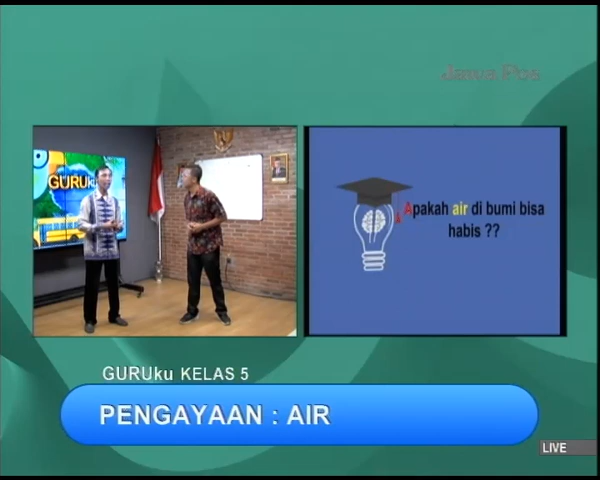 Jawa Pos
GURUku
Apakah air di bumi bisa
habis ??
GURUku KELAS 5
PENGAYAAN : AIR
LIVE